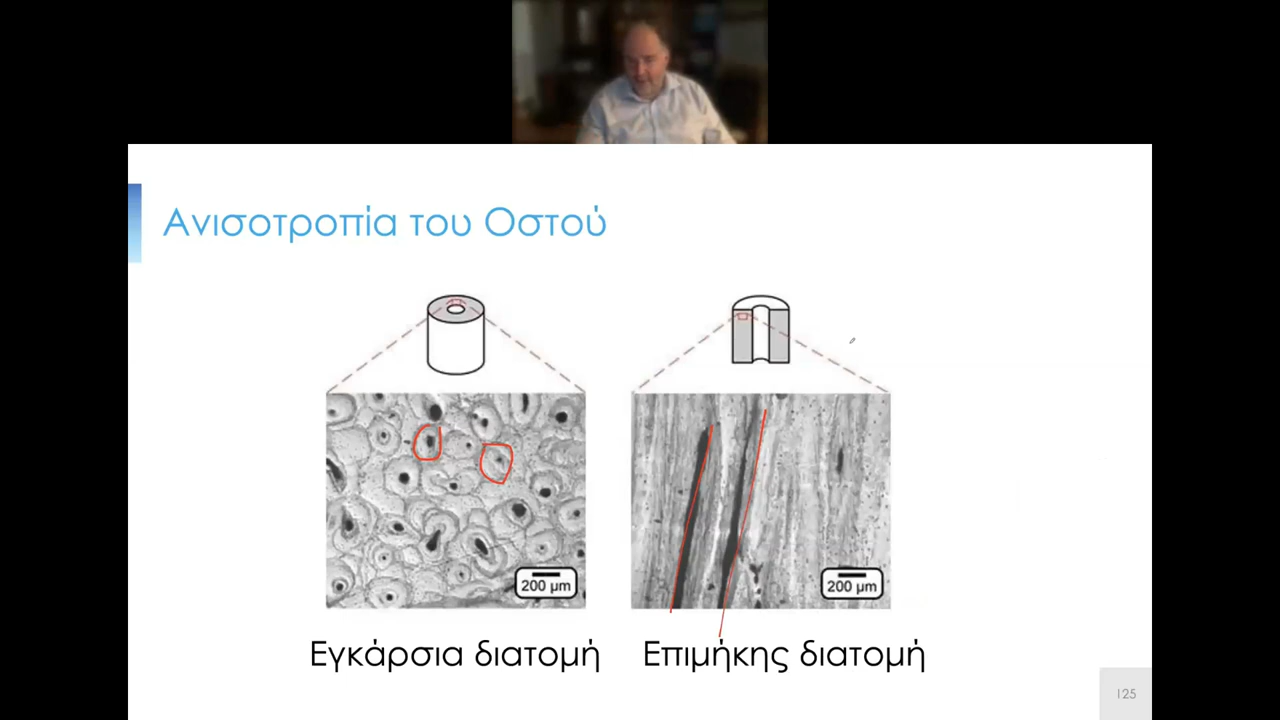 Ανισοτροπία του Οστού
200 μm
200 μm
Εγκάρσια διατομή
Επιμήκης διατομή
125